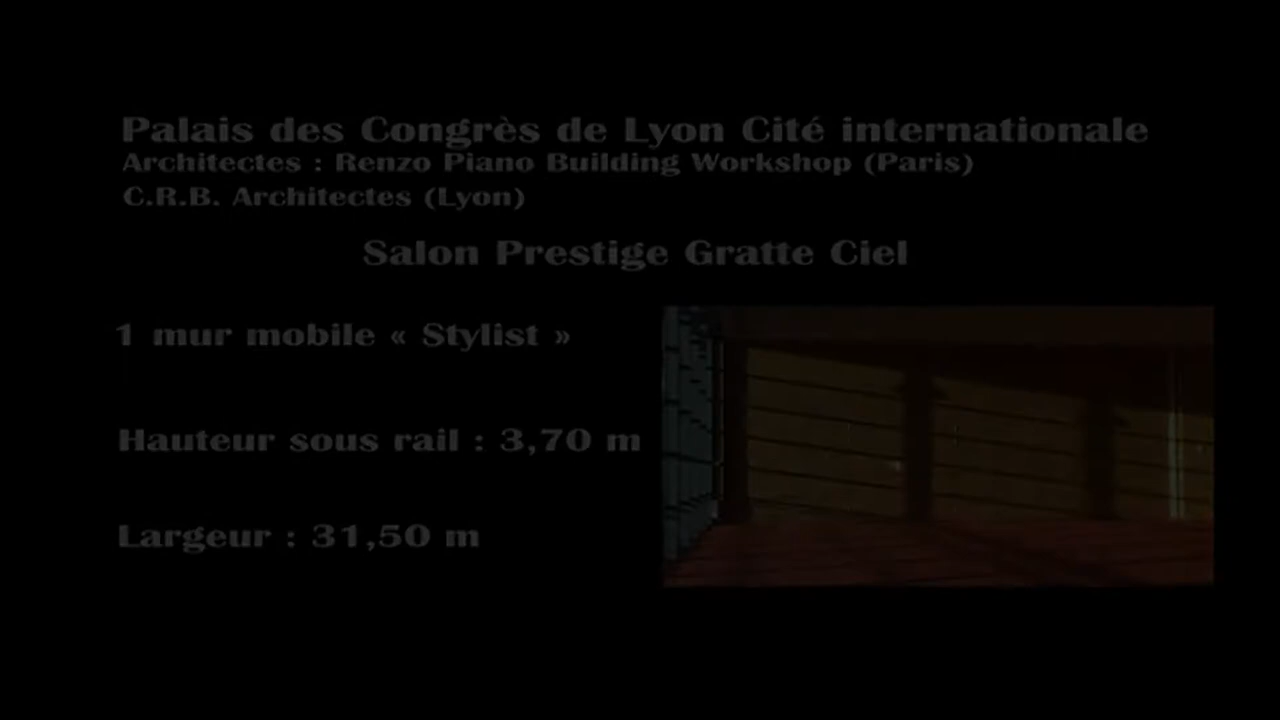 Palais des Congrès de Lyon Cité internationale
Architectes : Renzo Piano Building Workshop (Paris)
C.R.B. Architectes (Lyon)
Salon Prestige Gratte Ciel
1 mur mobile « Stylist »
Hauteur sous rail : 3,70 m
Largeur : 31,50 m